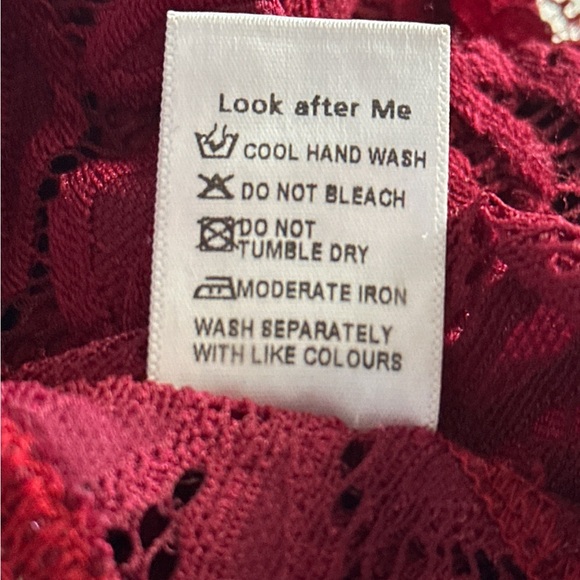 Look after Me
COOL HAND WASH
DO NOT BLEACH
DO NOT
TUMBLE DRY
MODERATE IRON
WASH SEPARATELY
WITH LIKE COLOURS